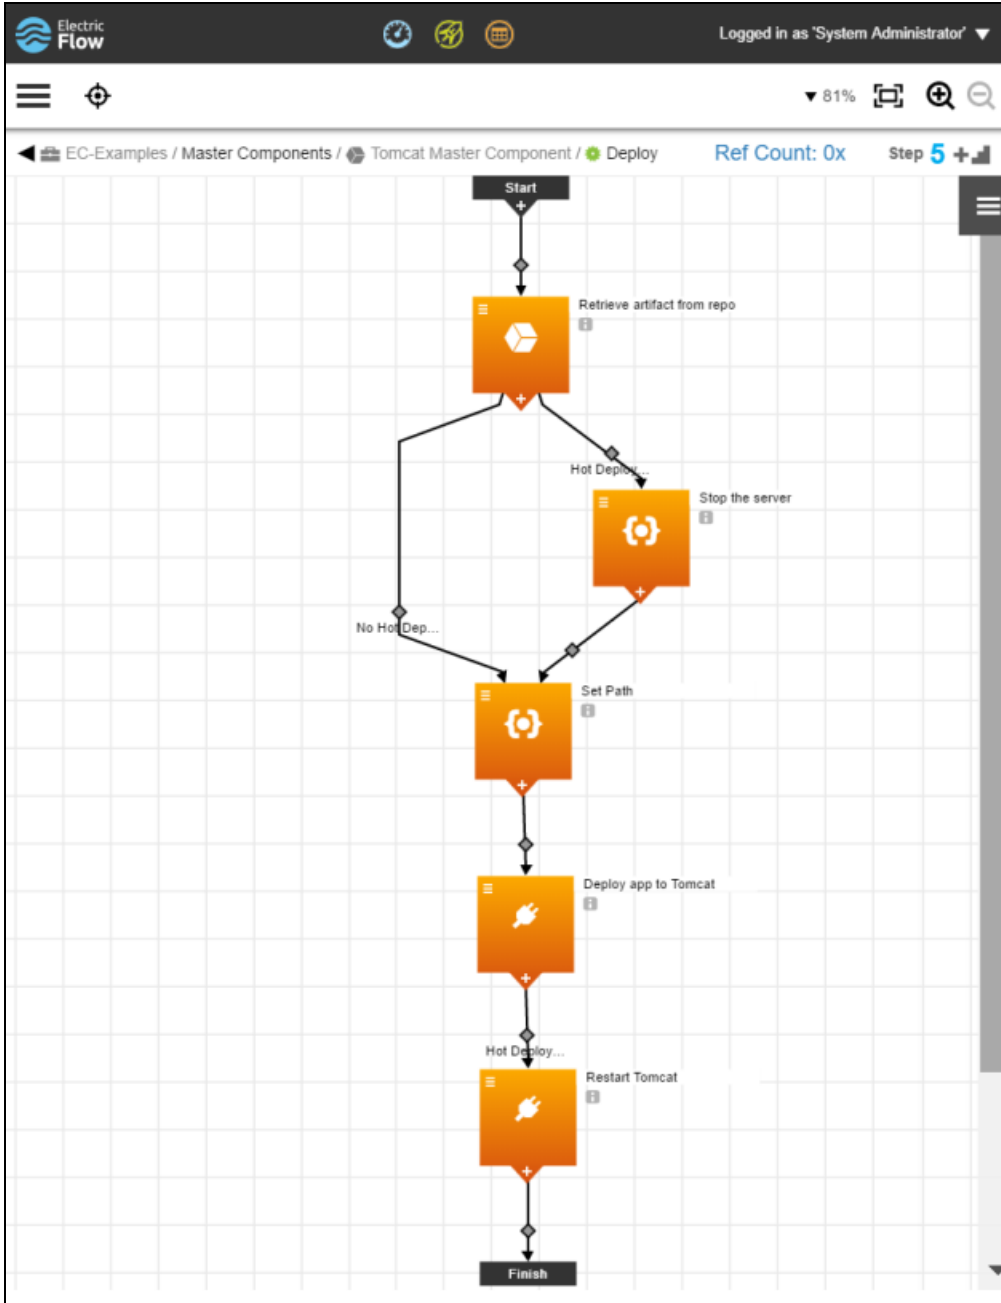 Electric
Flow
Logged in as 'System Administrator'
81%
EC-Examples / Master Components / Tomcat Master Component / Deploy
Ref Count: 0x
Step 5
Start
Retrieve artifact from repo
Hot Deploy...
Stop the server
No Hot Dep...
Set Path
Deploy app to Tomcat
Hot Deploy...
Restart Tomcat
Finish